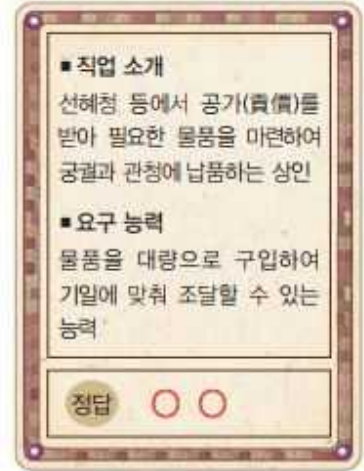 ▪ 직업 소개
선혜청 등에서 공가(貢價)를
받아 필요한 물품을 마련하여
궁궐과 관청에 납품하는 상인
▪ 요구 능력
물품을 대량으로 구입하여
기일에 맞춰 조달할 수 있는
능력
정답 ○○